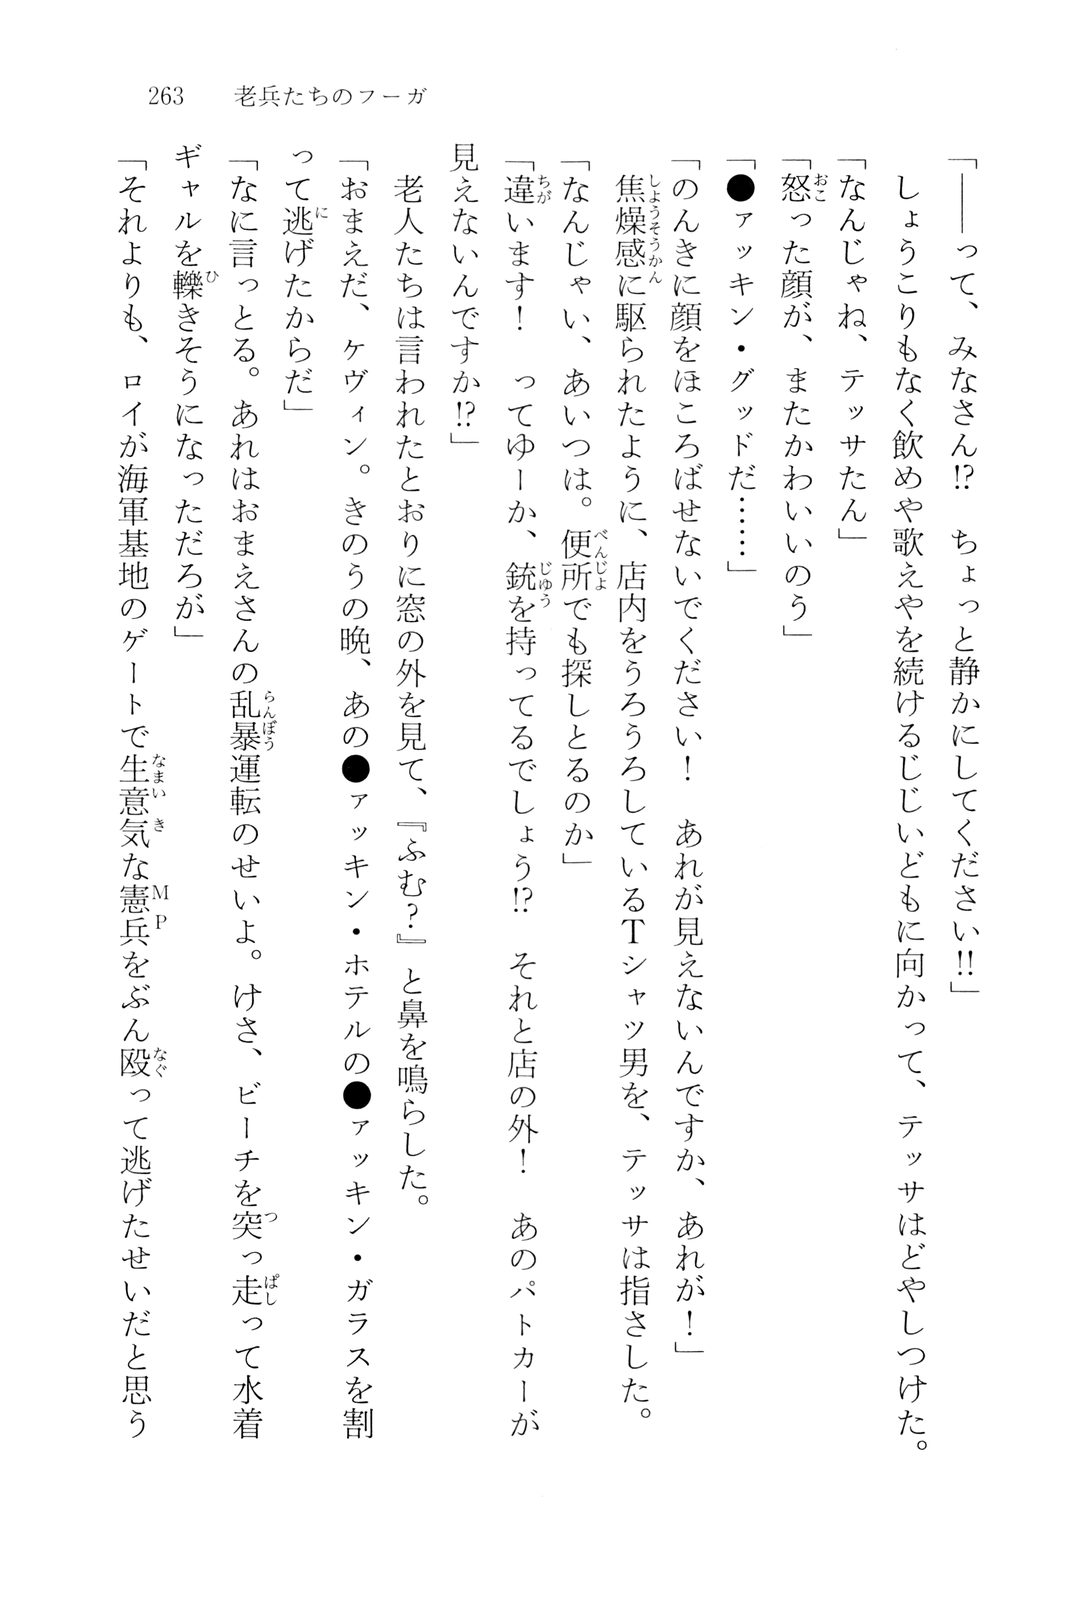 263　老兵たちのフーガ
「――って、みなさん!?　ちょっと静かにしてください!!」
　しょうこりもなく飲めや歌えやを続けるじじいどもに向かって、テッサはどやしつけた。
「なんじゃね、テッサたん」
「怒った顔が、またかわいいのう」
「●ァッキン・グッドだ……」
「のんきに顔をほころばせないでください！　あれが見えないんですか、あれが！」
　焦燥感に駆られたように、店内をうろうろしているTシャツ男を、テッサは指さした。
「なんじゃい、あいつは。便所でも探しとるのか」
「違います！　ってゆーか、銃を持ってるでしょう!?　それと店の外！　あのパトカーが
見えないんですか!?」
　老人たちは言われたとおりに窓の外を見て、『ふむ？』と鼻を鳴らした。
「おまえだ、ケヴィン。きのうの晩、あの●ァッキン・ホテルの●ァッキン・ガラスを割
って逃げたからだ」
「なに言っとる。あれはおまえさんの乱暴運転のせいよ。けさ、ビーチを突っ走って水着
ギャルを轢きそうになっただろが」
「それよりも、ロイが海軍基地のゲートで生意気な憲兵をぶん殴って逃げたせいだと思う